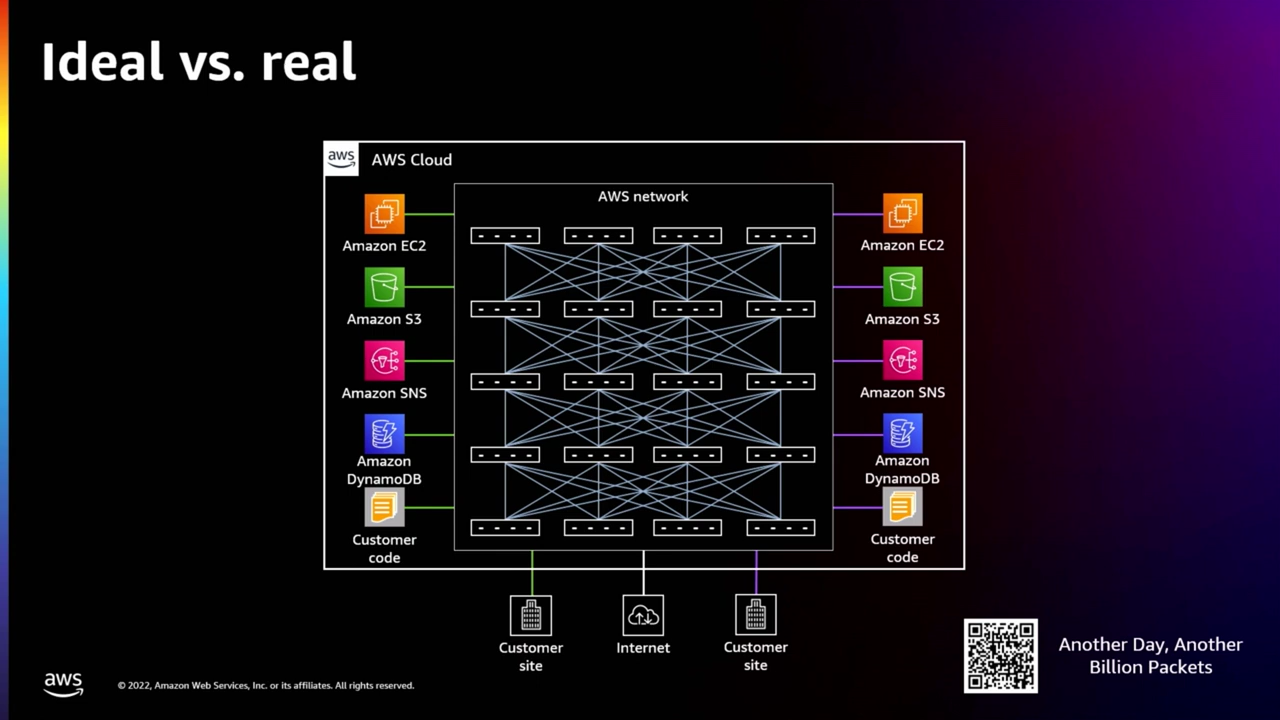 Ideal vs. real
aws
AWS Cloud
AWS network
Amazon EC2
Amazon S3
Amazon SNS
Amazon
DynamoDB
Customer
code
Amazon EC2
Amazon S3
Amazon SNS
Amazon
DynamoDB
Customer
code
Customer
site
Internet
Customer
site
Another Day, Another
Billion Packets
aws
© 2022, Amazon Web Services, Inc. or its affiliates. All rights reserved.